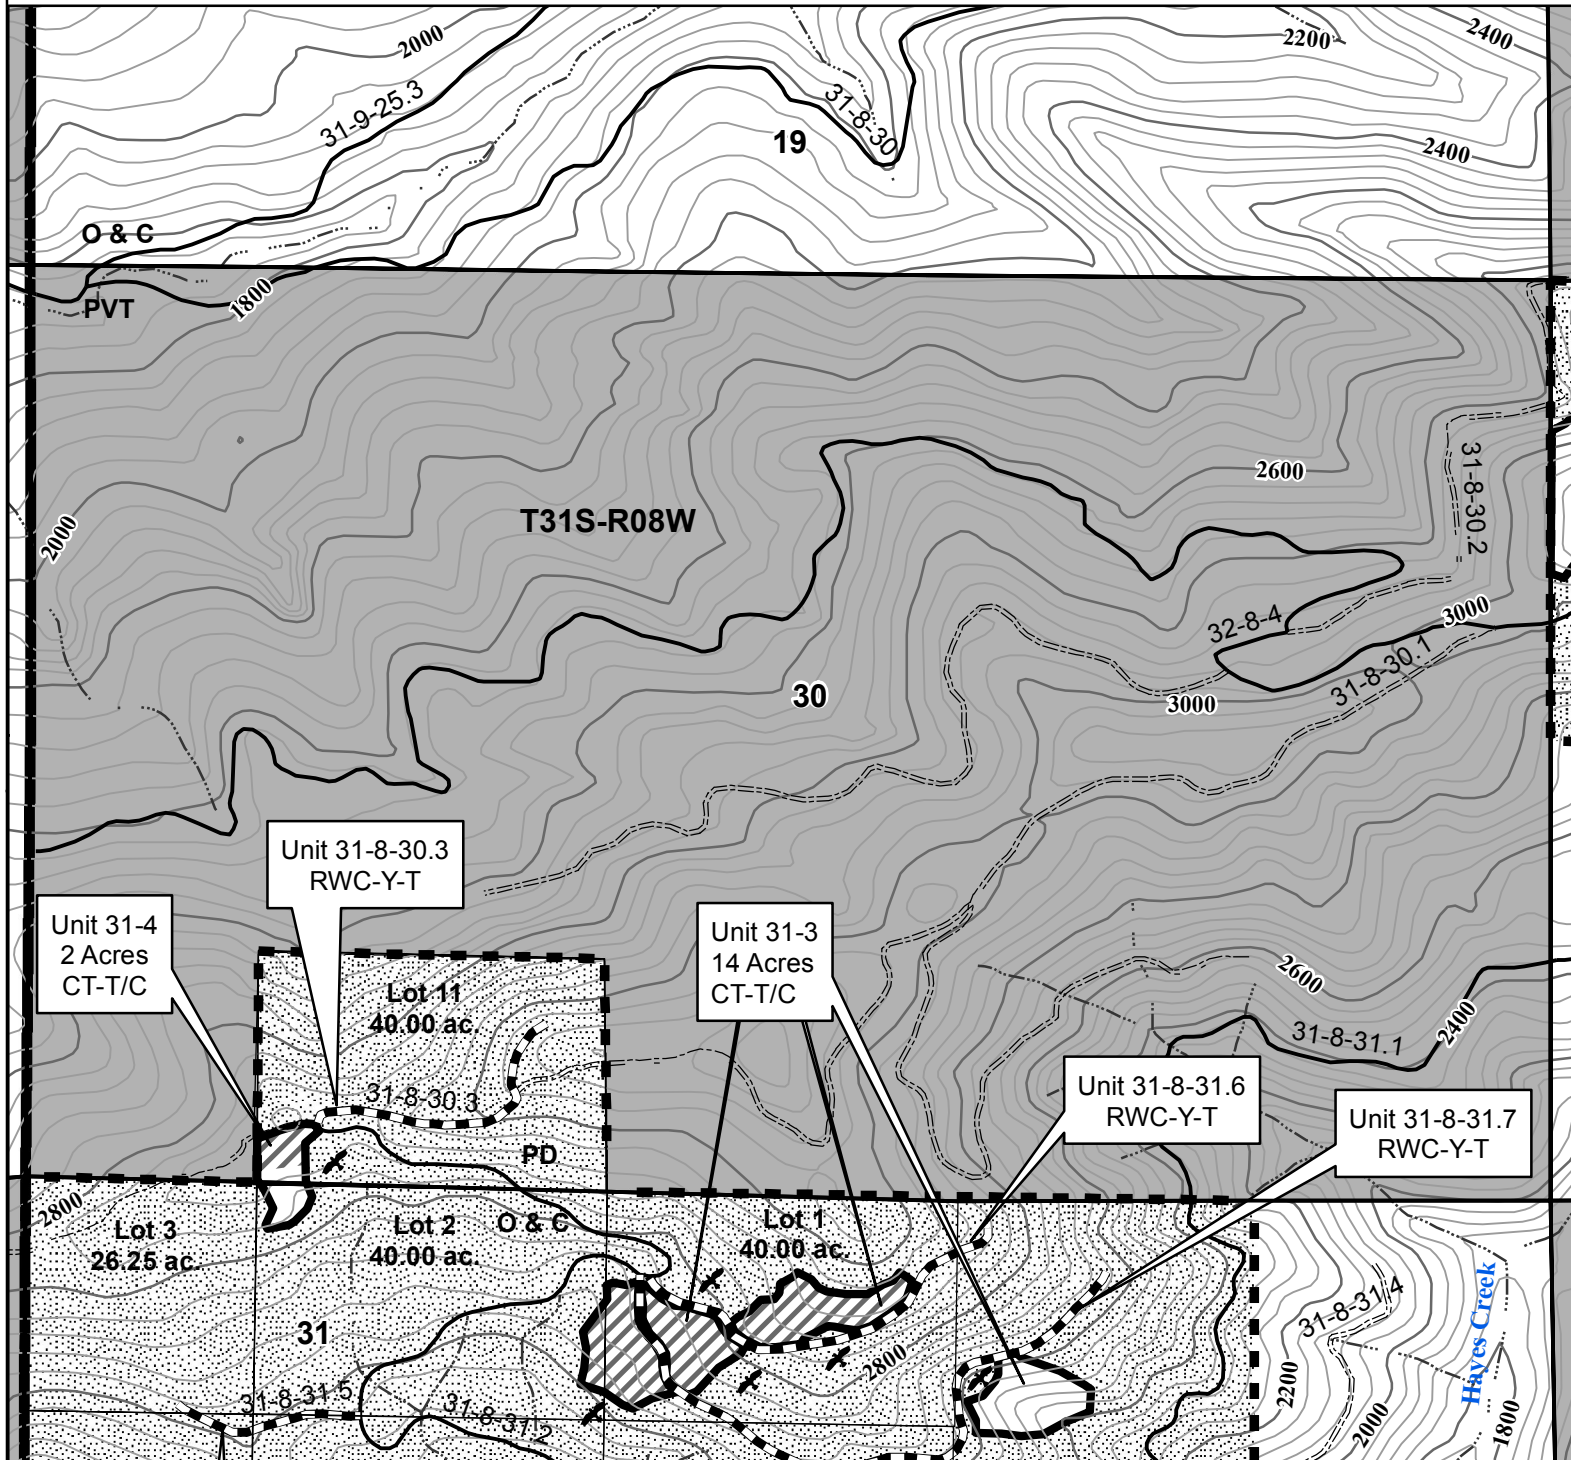 2000
2200
2400
31-9-25.3
31-8-30
19
2400
O & C
PVT
1800
2600
31-8-30.2
T31S-R08W
2000
32-8-4
3000
31-8-30.1
30
3000
Unit 31-8-30.3
RWC-Y-T
Unit 31-4
2 Acres
CT-T/C
Unit 31-3
14 Acres
CT-T/C
Lot 11
40.00 ac.
2600
2400
31-8-31.1
31-8-30.3
Unit 31-8-31.6
RWC-Y-T
Unit 31-8-31.7
RWC-Y-T
PD
2800
Lot 3
26.25 ac.
Lot 2
40.00 ac.
O & C
Lot 1
40.00 ac.
31
2800
31-8-31.4
Hayes Creek
2200
2000
1800
31-8-31.5
31-8-31.2